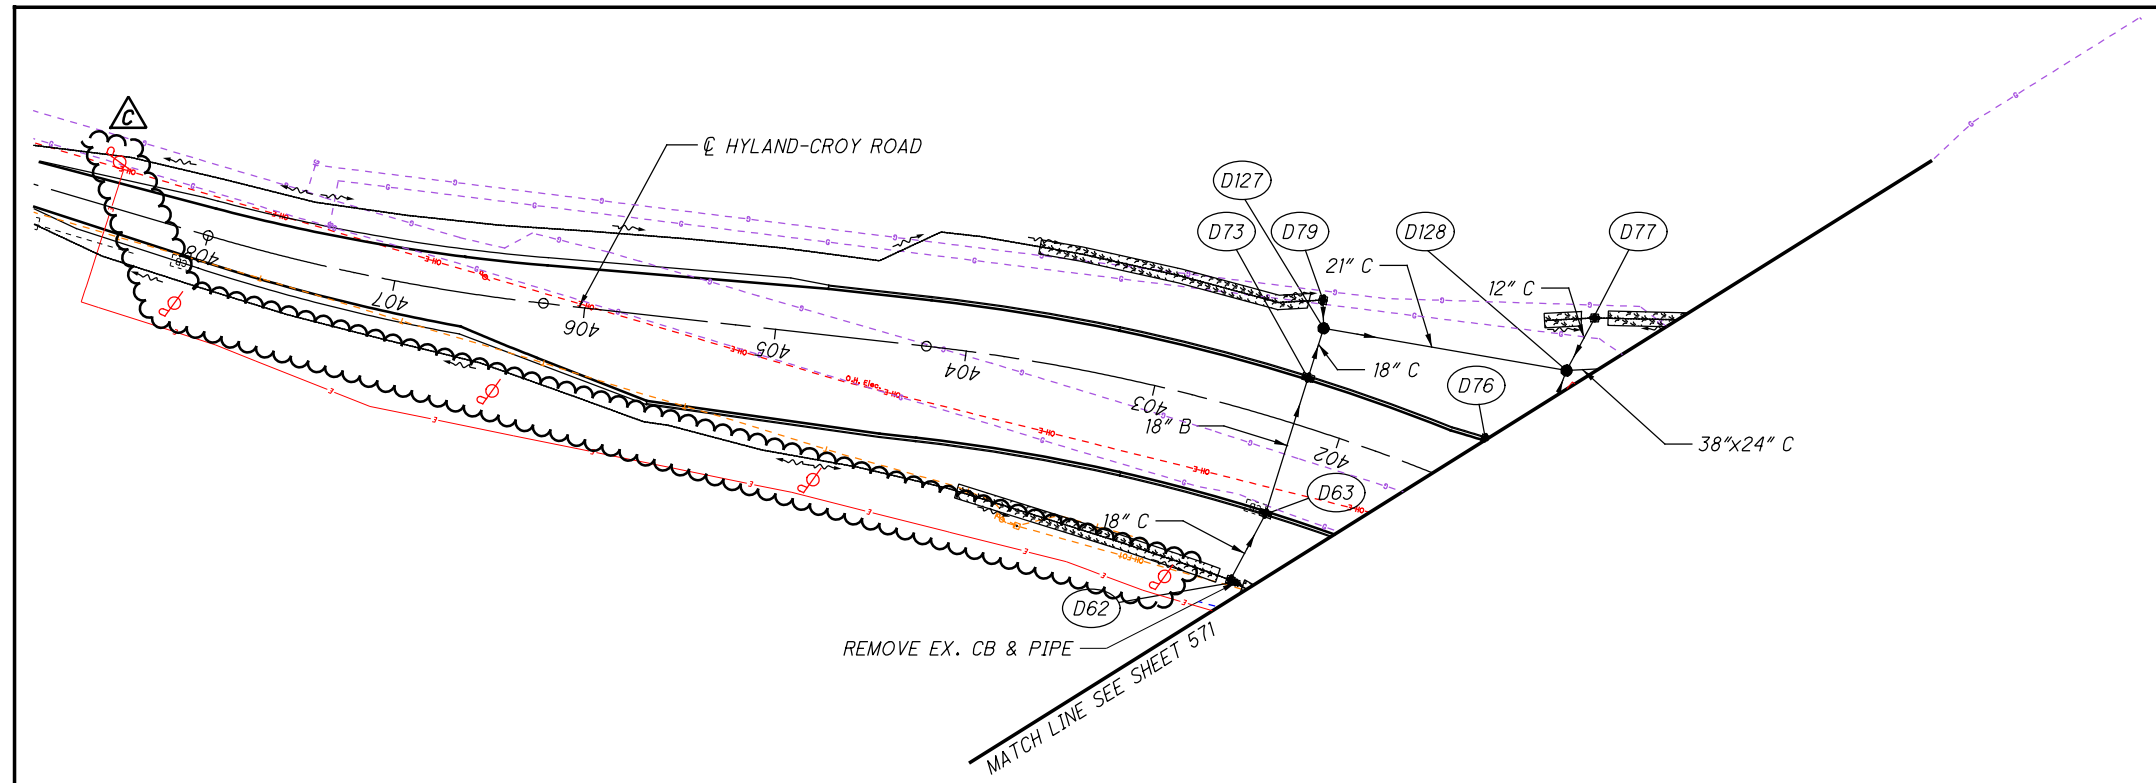 C
℄ HYLAND-CROY ROAD
D127
D73
D79
D128
D77
21" C
12" C
408
407
406
405
404
403
402
O.H. Elec.
18" C
D76
18" B
38"x24" C
D63
18" C
D62
REMOVE EX. CB & PIPE
MATCH LINE SEE SHEET 571